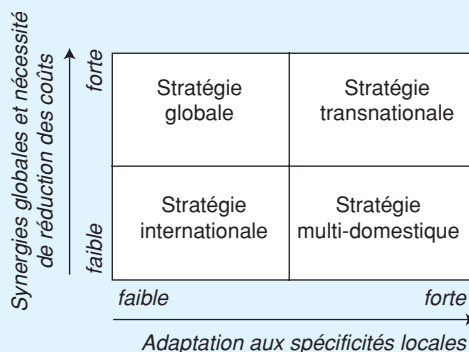 Synergies globales et nécessité
de réduction des coûts
forte
faible
Stratégie
globale
Stratégie
transnationale
Stratégie
internationale
Stratégie
multi-domestique
faible
forte
Adaptation aux spécificités locales